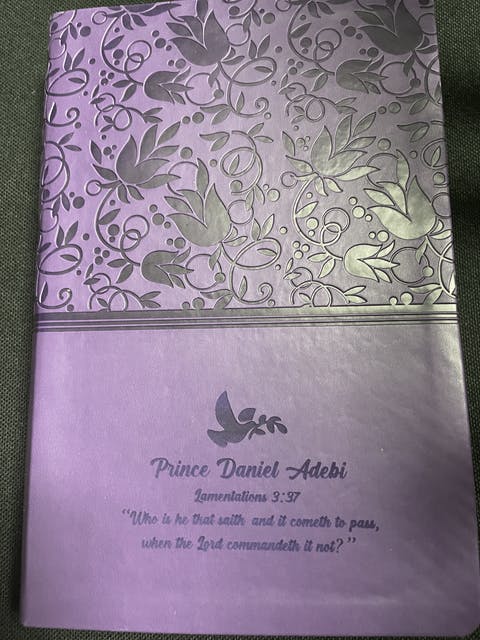 Prince Daniel Adebi
Lamentations 3:37
"Who is he that saith and it cometh to pass,
when the Lord commandeth it not?"